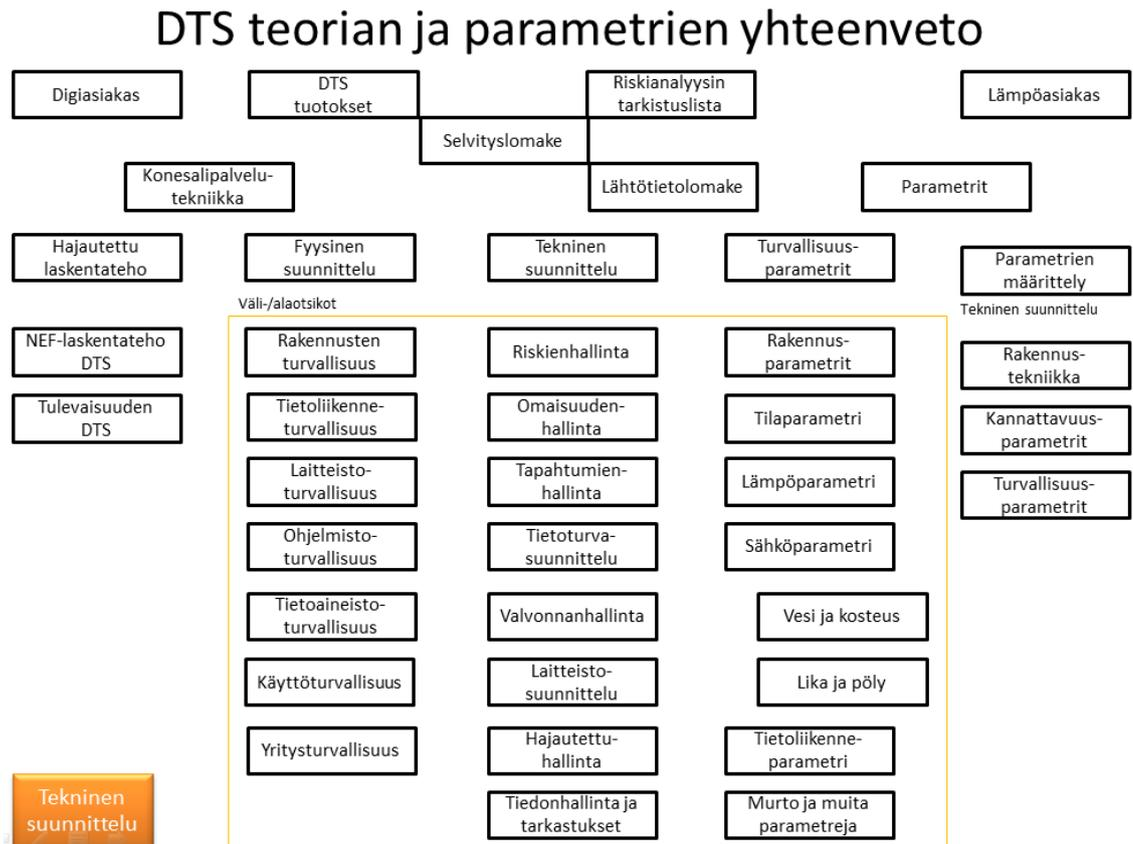 DTS teorian ja parametrien yhteenveto
Digiasiakas
DTS
tuotokset
Riskianalyysin
tarkistuslista
Lämpöasiakas
Selvityslomake
Konesalipalvelu-
tekniikka
Lähtötietolomake
Parametrit
Hajautettu
laskentateho
Fyysinen
suunnittelu
Tekninen
suunnittelu
Turvallisuus-
parametrit
Parametrien
määrittely
Väli-/alaotsikot
Tekninen suunnittelu
NEF-laskentateho
DTS
Rakennusten
turvallisuus
Riskienhallinta
Rakennus-
parametrit
Rakennus-
tekniikka
Tulevaisuuden
DTS
Tietoliikenne-
turvallisuus
Omaisuuden-
hallinta
Tilaparametri
Kannattavuus-
parametrit
Laitteisto-
turvallisuus
Tapahtumien-
hallinta
Lämpöparametri
Turvallisuus-
parametrit
Ohjelmisto-
turvallisuus
Tietoturva-
suunnittelu
Sähköparametri
Tietoaineisto-
turvallisuus
Valvonnanhallinta
Vesi ja kosteus
Käyttöturvallisuus
Laitteisto-
suunnittelu
Lika ja pöly
Yritysturvallisuus
Hajautettu-
hallinta
Tietoliikenne-
parametri
Tekninen
suunnittelu
Tiedonhallinta ja
tarkastukset
Murto ja muita
parametreja